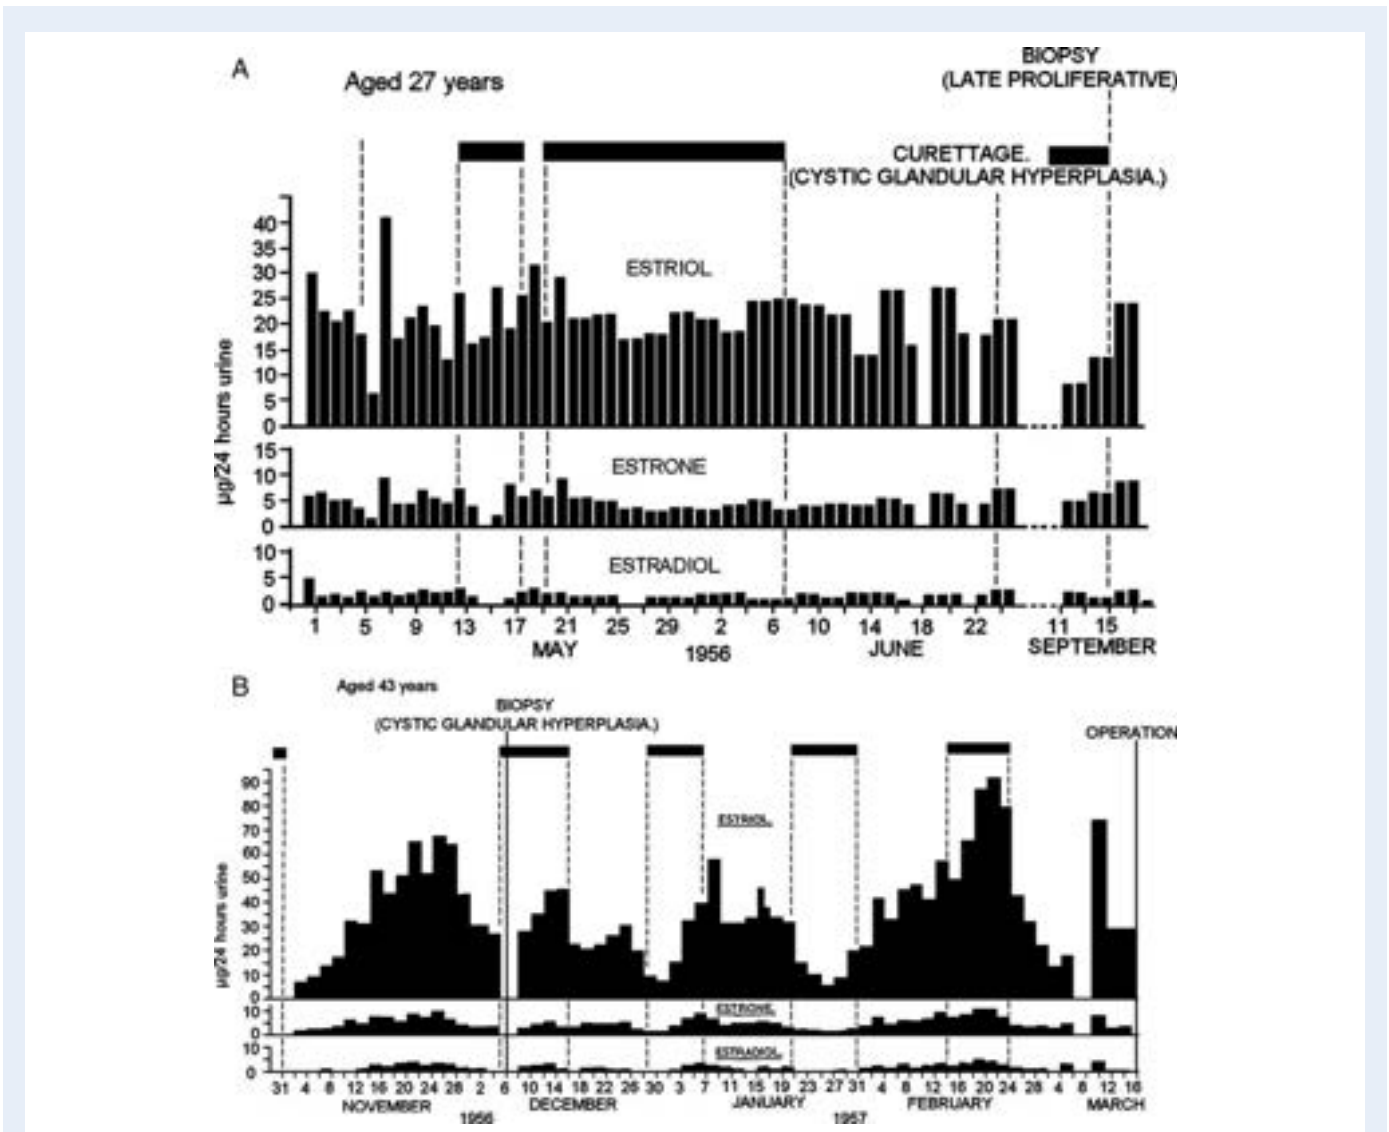 A
Aged 27 years
BIOPSY
(LATE PROLIFERATIVE)
CURETTAGE.
(CYSTIC GLANDULAR HYPERPLASIA.)
µg/24 hours urine
40
35
30
25
20
15
10
5
0
ESTRIOL
15
10
5
0
ESTRONE
10
5
0
ESTRADIOL
1 5 9 13 17 21 25 29 2 6 10 14 18 22 11 15
MAY 1956 JUNE SEPTEMBER
B
Aged 43 years
BIOPSY
(CYSTIC GLANDULAR HYPERPLASIA.)
OPERATION
µg/24 hours urine
90
80
70
60
50
40
30
20
10
0
ESTRIOL.
10
0
ESTRONE.
10
0
ESTRADIOL.
31 4 8 12 16 20 24 28 2 6 10 14 18 22 26 30 3 7 11 15 19 23 27 31 4 8 12 16 20 24 28 4 8 12 16
NOVEMBER DECEMBER JANUARY FEBRUARY MARCH
1956 1957